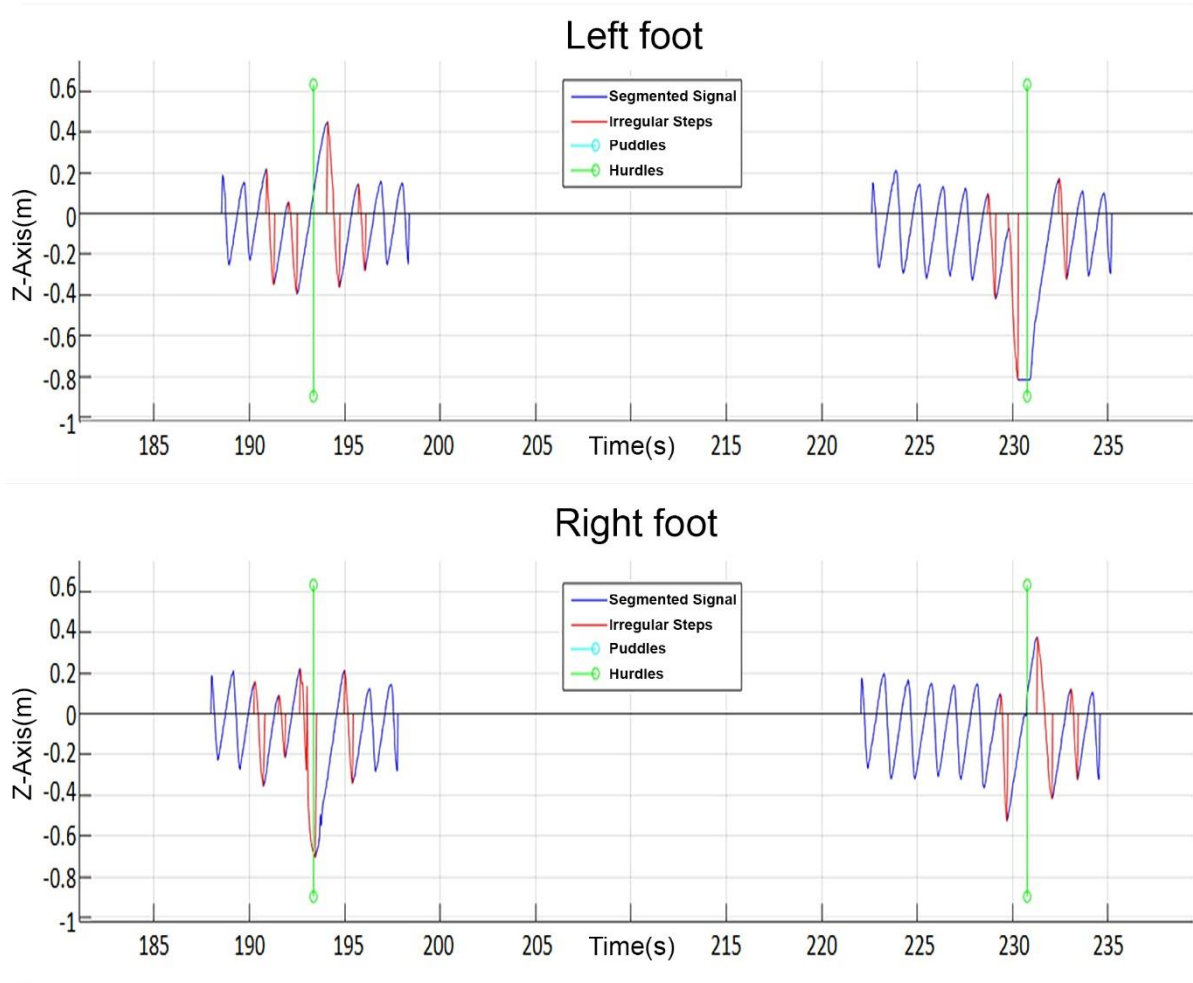 Left foot
Z-Axis(m)
0.6
0.4
0.2
0
-0.2
-0.4
-0.6
-0.8
-1
Segmented Signal
Irregular Steps
Puddles
Hurdles
185 190 195 200 205 Time(s) 215 220 225 230 235
Right foot
Z-Axis(m)
0.6
0.4
0.2
0
-0.2
-0.4
-0.6
-0.8
-1
Segmented Signal
Irregular Steps
Puddles
Hurdles
185 190 195 200 205 Time(s) 215 220 225 230 235